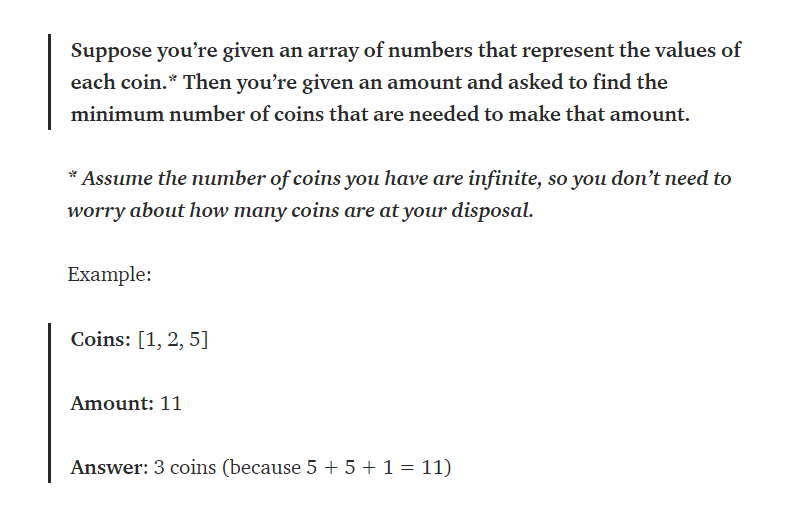 Suppose you’re given an array of numbers that represent the values of
each coin.* Then you’re given an amount and asked to find the
minimum number of coins that are needed to make that amount.
* Assume the number of coins you have are infinite, so you don’t need to
worry about how many coins are at your disposal.
Example:
Coins: [1, 2, 5]
Amount: 11
Answer: 3 coins (because 5 + 5 + 1 = 11)